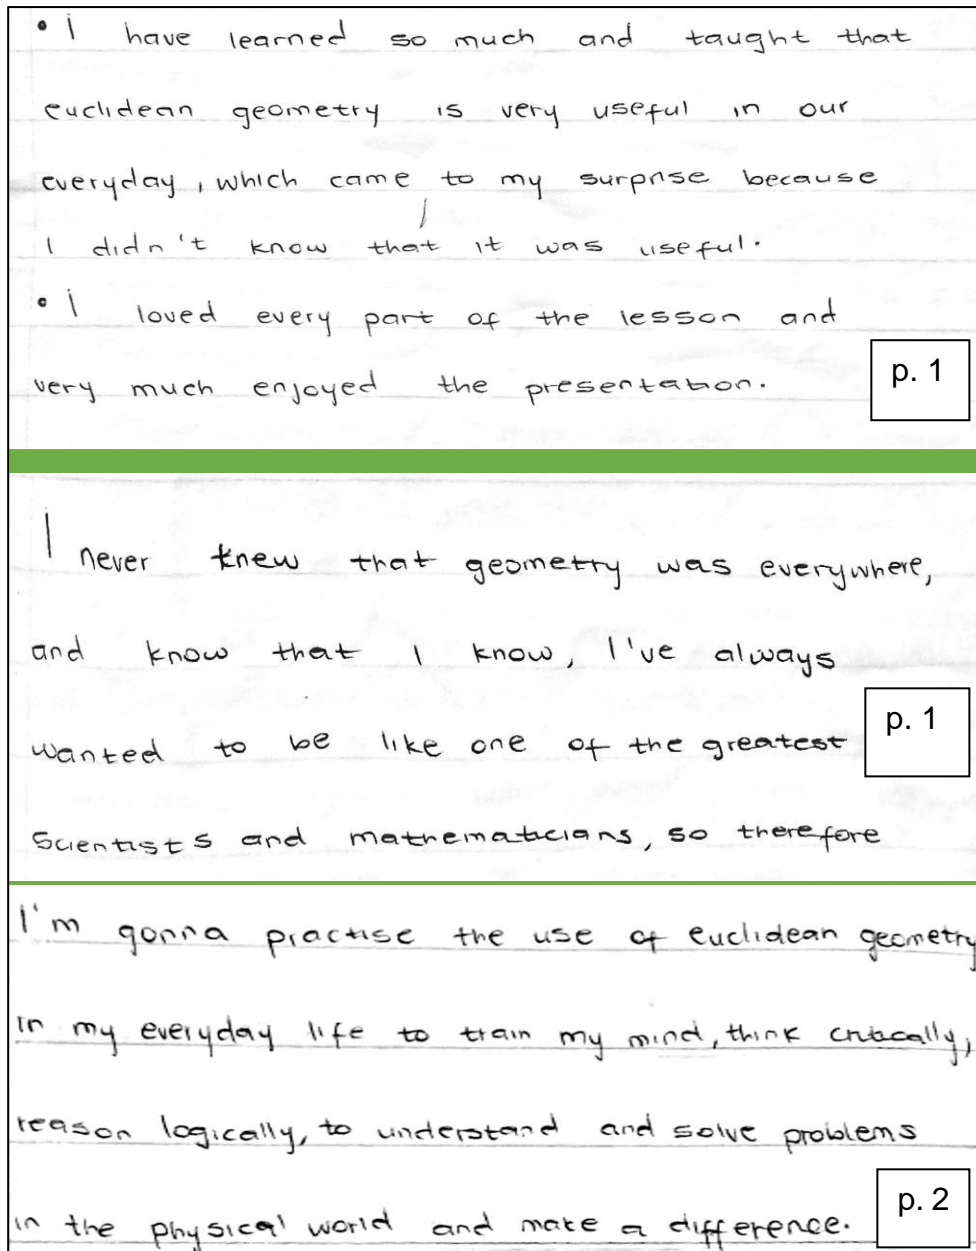 • I have learned so much and taught that
euclidean geometry is very useful in our
everyday, which came to my surprise because
I didn't know that it was useful.
• I loved every part of the lesson and
very much enjoyed the presentation.
p. 1
I never knew that geometry was everywhere,
and know that I know, I've always
wanted to be like one of the greatest
p. 1
Scientists and mathematicians, so therefore
I'm gonna practise the use of euclidean geometry
in my everyday life to train my mind, think critically,
reason logically, to understand and solve problems
in the physical world and make a difference.
p. 2